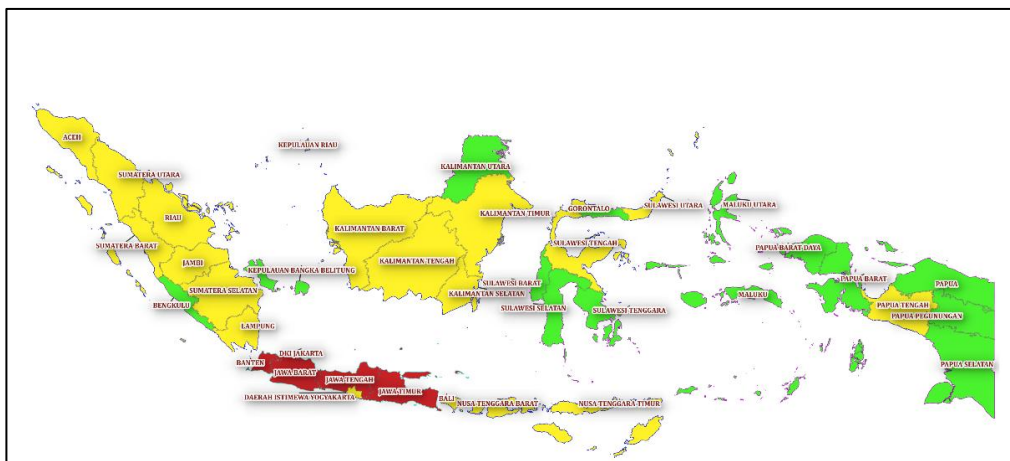 ACEH
KEPULAUAN RIAU
SUMATERA UTARA
KALIMANTAN UTARA
RIAU
GORONTALO
SULAWESI UTARA
MALUKU UTARA
KALIMANTAN TIMUR
KALIMANTAN BARAT
SUMATERA BARAT
SULAWESI TENGAH
PAPUA BARAT DAYA
JAMBI
KALIMANTAN TENGAH
KEPULAUAN BANGKA BELITUNG
PAPUA BARAT
SULAWESI BARAT
PAPUA
SUMATERA SELATAN
KALIMANTAN SELATAN
MALUKU
BENGKULU
PAPUA TENGAH
SULAWESI SELATAN
SULAWESI TENGGARA
PAPUA PEGUNUNGAN
LAMPUNG
DKI JAKARTA
BANTEN
PAPUA SELATAN
JAWA BARAT
JAWA TENGAH
JAWA TIMUR
DAERAH ISTIMEWA YOGYAKARTA
BALI
NUSA TENGGARA BARAT
NUSA TENGGARA TIMUR